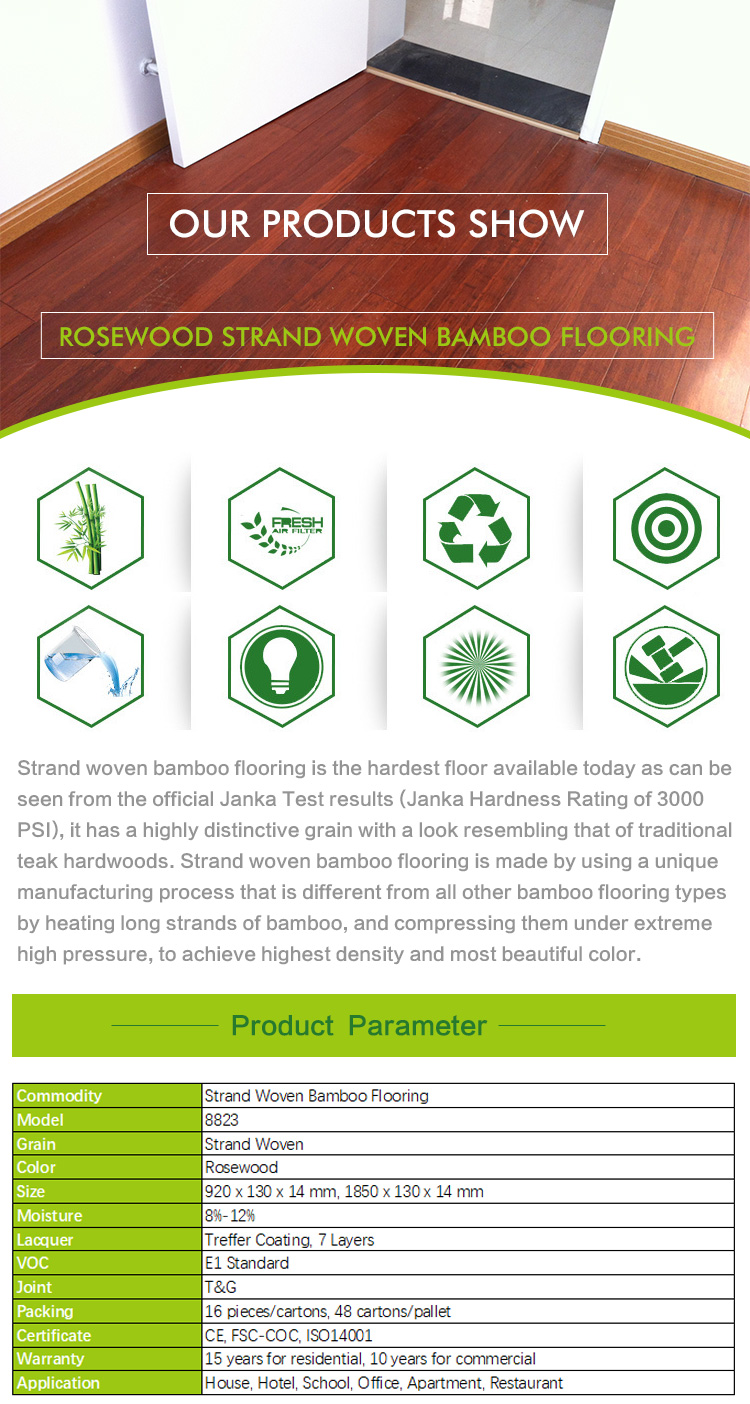 OUR PRODUCTS SHOW
ROSEWOOD STRAND WOVEN BAMBOO FLOORING
FRESH
AIR FILTER
Strand woven bamboo flooring is the hardest floor available today as can be
seen from the official Janka Test results (Janka Hardness Rating of 3000
PSI), it has a highly distinctive grain with a look resembling that of traditional
teak hardwoods. Strand woven bamboo flooring is made by using a unique
manufacturing process that is different from all other bamboo flooring types
by heating long strands of bamboo, and compressing them under extreme
high pressure, to achieve highest density and most beautiful color.
Product Parameter
Commodity Strand Woven Bamboo Flooring
Model 8823
Grain Strand Woven
Color Rosewood
Size 920 x 130 x 14 mm, 1850 x 130 x 14 mm
Moisture 8%-12%
Lacquer Treffer Coating, 7 Layers
VOC E1 Standard
Joint T&G
Packing 16 pieces/cartons, 48 cartons/pallet
Certificate CE, FSC-COC, ISO14001
Warranty 15 years for residential, 10 years for commercial
Application House, Hotel, School, Office, Apartment, Restaurant